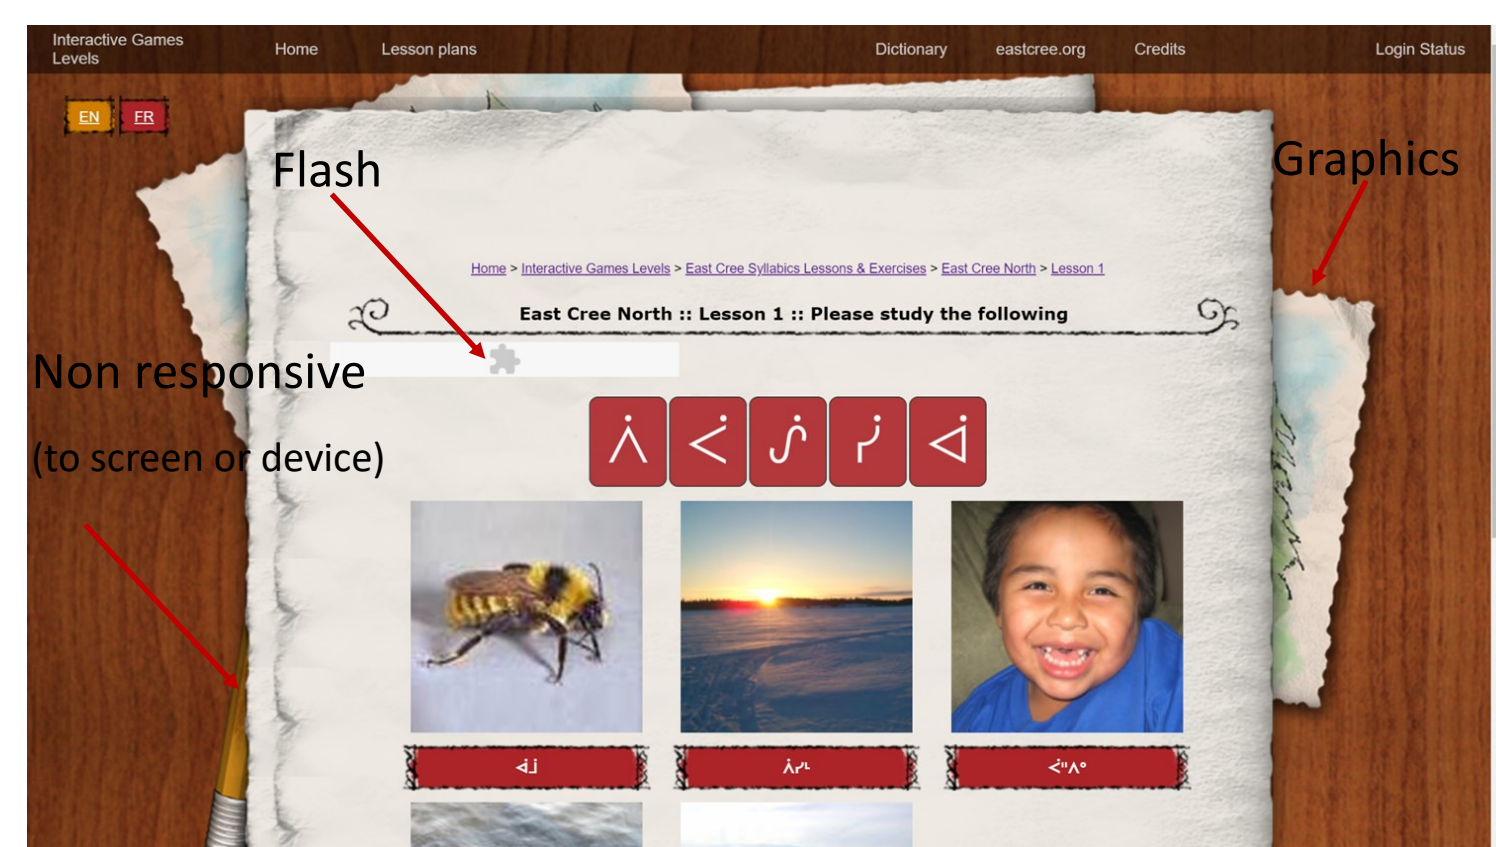 Interactive Games
Levels
Home
Lesson plans
Dictionary
eastcree.org
Credits
Login Status
EN
FR
Flash
Graphics
Home > Interactive Games Levels > East Cree Syllabics Lessons & Exercises > East Cree North > Lesson 1
East Cree North :: Lesson 1 :: Please study the following
Non responsive
(to screen or device)
ᐲ ᐹ ᔖ ᒌ ᐋ
ᐋᒨ
ᐲᓯᒻ
ᐹᐦᐱᐤ